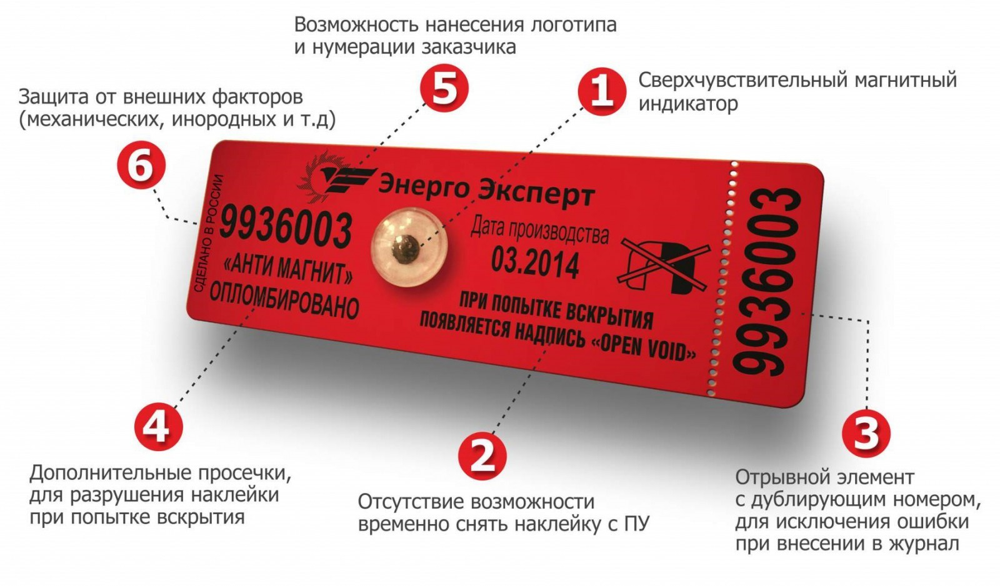 Возможность нанесения логотипа
и нумерации заказчика
5
1
Сверхчувствительный магнитный
индикатор
Защита от внешних факторов
(механических, инородных и т.д)
6
СДЕЛАНО В РОССИИ
Энерго Эксперт
9936003
«АНТИ МАГНИТ»
ОПЛОМБИРОВАНО
Дата производства
03.2014
ПРИ ПОПЫТКЕ ВСКРЫТИЯ
ПОЯВЛЯЕТСЯ НАДПИСЬ «OPEN VOID»
9936003
4
Дополнительные просечки,
для разрушения наклейки
при попытке вскрытия
2
Отсутствие возможности
временно снять наклейку с ПУ
3
Отрывной элемент
с дублирующим номером,
для исключения ошибки
при внесении в журнал